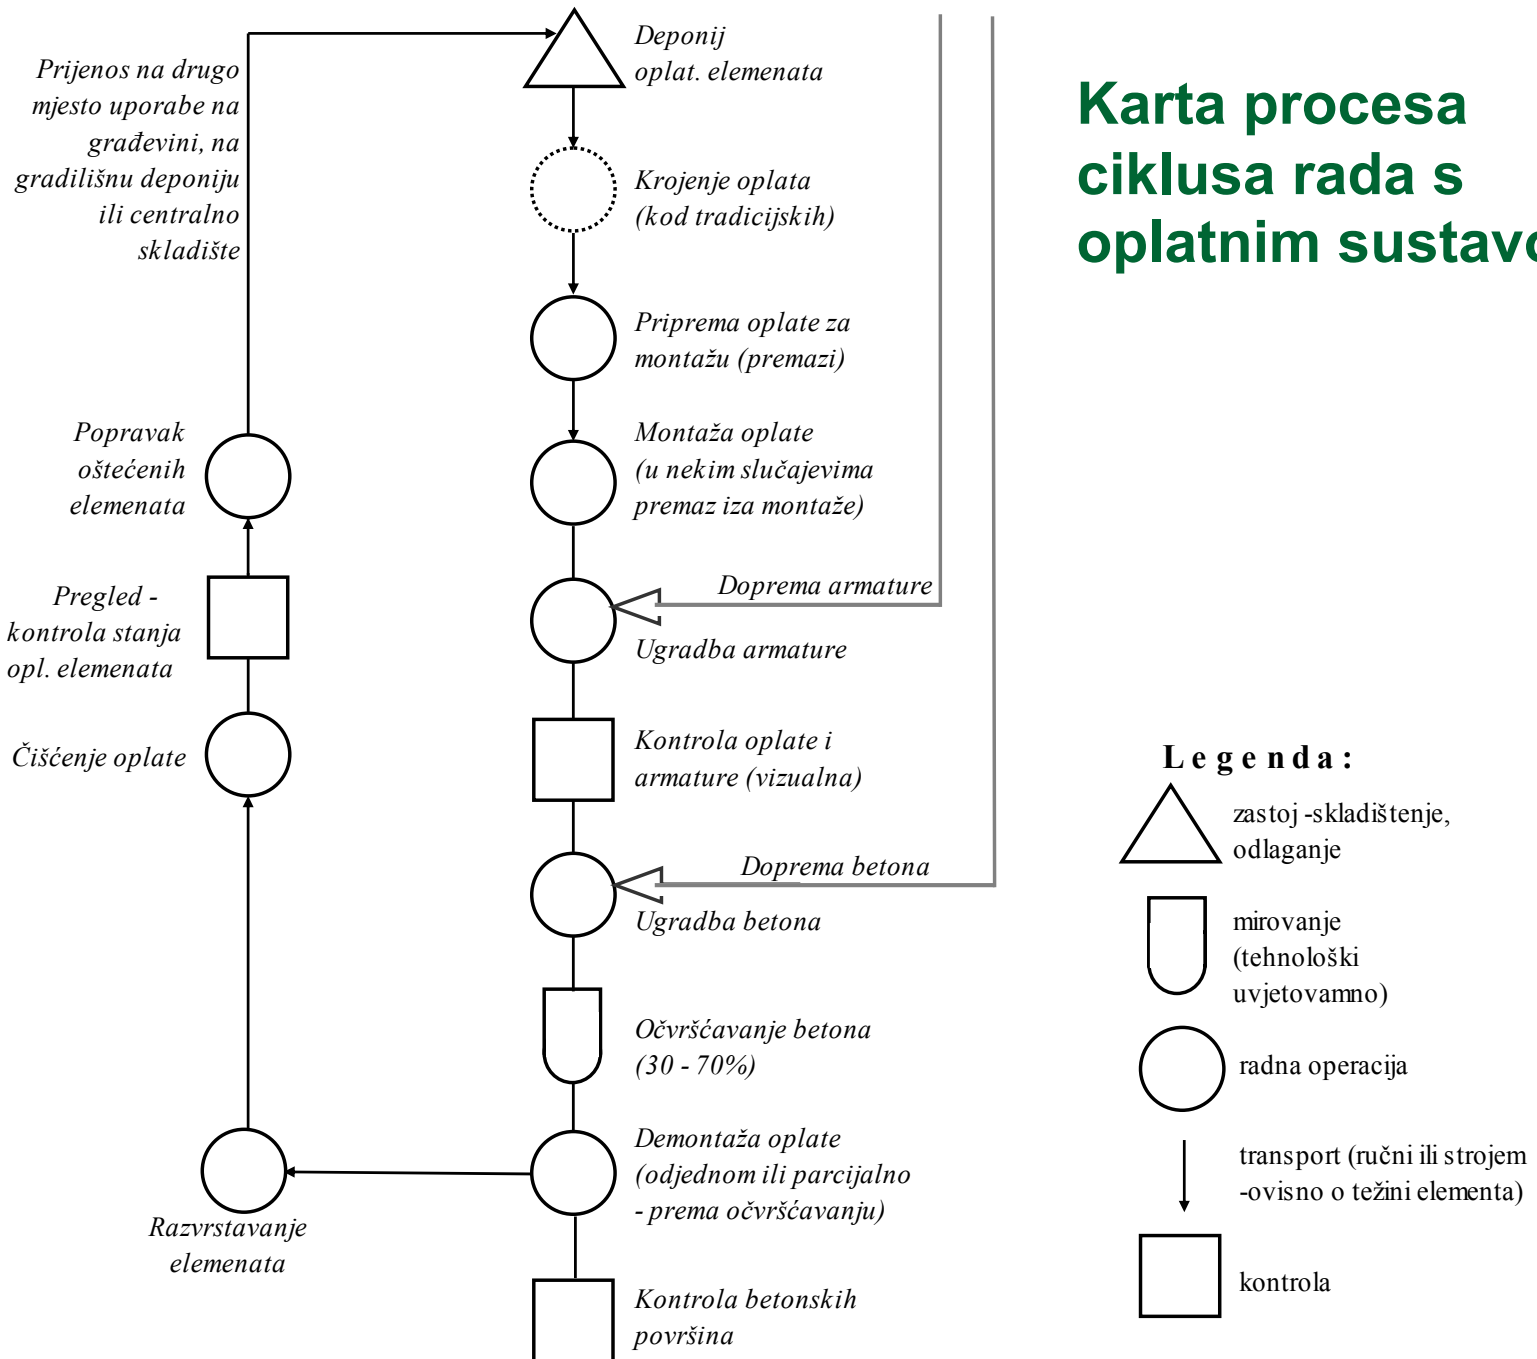 Karta procesa
ciklusa rada s
oplatnim sustavo
Deponij
oplat. elemenata
Krojenje oplata
(kod tradicijskih)
Priprema oplate za
montažu (premazi)
Montaža oplate
(u nekim slučajevima
premaz iza montaže)
Doprema armature
Ugradba armature
Kontrola oplate i
armature (vizualna)
Doprema betona
Ugradba betona
Očvršćavanje betona
(30 - 70%)
Demontaža oplate
(odjednom ili parcijalno
- prema očvršćavanju)
Kontrola betonskih
površina
Razvrstavanje
elemenata
Čišćenje oplate
Pregled -
kontrola stanja
opl. elemenata
Popravak
oštećenih
elemenata
Prijenos na drugo
mjesto uporabe na
građevini, na
gradilišnu deponiju
ili centralno
skladište
Legenda:
zastoj -skladištenje,
odlaganje
mirovanje
(tehnološki
uvjetovamno)
radna operacija
transport (ručni ili strojem
-ovisno o težini elementa)
kontrola